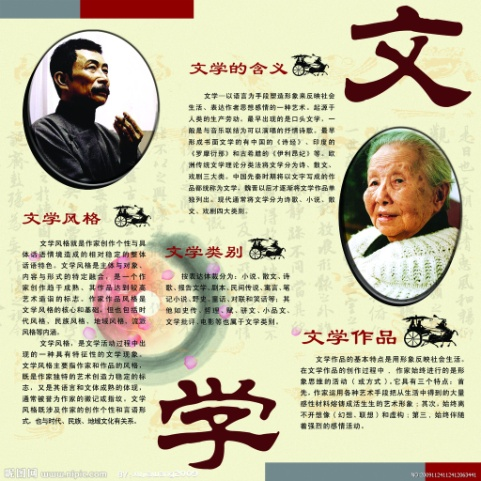 文
学
文学的含义
文学－以语言为手段塑造形象来反映社会
生活、表达作者思想感情的一种艺术，起源于
人类的生产劳动。最早出现的是口头文学，一
般是与音乐联结为可以演唱的抒情诗歌。最早
形成书面文学的有中国的《诗经》、印度的
《罗摩衍那》和古希腊的《伊利昂记》等。欧
洲传统文学理论分类法将文学分为诗、散文、
戏剧三大类。中国先秦时期将以文字写成的作
品都统称为文学，魏晋以后才逐渐将文学作品单
独列出。现代通常将文学分为诗歌、小说、散
文、戏剧四大类别。
文学风格
文学风格就是作家创作个性与具
体话语情境造成的相对稳定的整体
话语特色。文学风格是主体与对象、
内容与形式的特定融合，是一个作
家创作趋于成熟、其作品达到较高
艺术造诣的标志。作家作品风格是
文学风格的核心和基础，但也包括时
代风格，民族风格，地域风格，流派
风格等内涵。
文学风格，是文学活动过程中出
现的一种具有特征性的文学现象。
文学风格主要指作家和作品的风格，
既是作家独特的艺术创造力稳定的标
志，又是其语言和文体成熟的体现，
通常被誉为作家的徽记或指纹。文学
风格既涉及作家的创作个性和言语形
式，也与时代、民族、地域文化有关系。
文学类别
按表达体裁分为：小说、散文、诗
歌、报告文学、剧本、民间传说、寓言、笔
记小说、野史、童话、对联和笑话等；其
他如史传、哲理、赋、骈文、小品文、
文学批评、电影等也属于文学类别。
文学作品
文学作品的基本特点是用形象反映社会生活。
在文学作品的创作过程中，作家始终进行的是形
象思维的活动（或方式），它具有三个特点：首
先，作家运用各种艺术手段把从生活中得到的大量
感性材料熔铸成活生生的艺术形象；其次，始终离
不开想像（幻想、联想）和虚构；第三，始终伴随
着强烈的感情活动。
昵图网 www.nipic.com